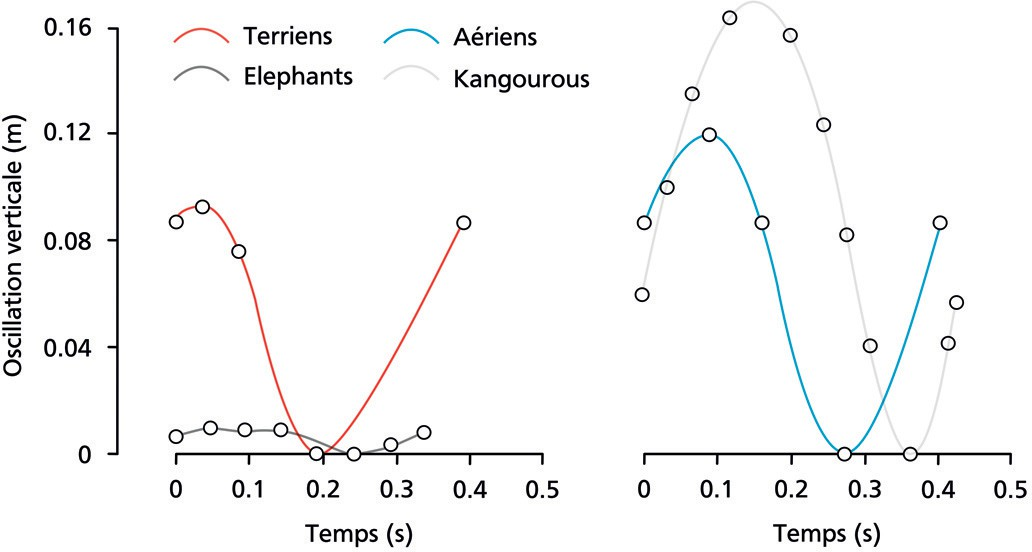 Terriens
Aériens
Elephants
Kangourous
Oscillation verticale (m)
0.16
0.12
0.08
0.04
0
0 0.1 0.2 0.3 0.4 0.5
Temps (s)
0 0.1 0.2 0.3 0.4 0.5
Temps (s)